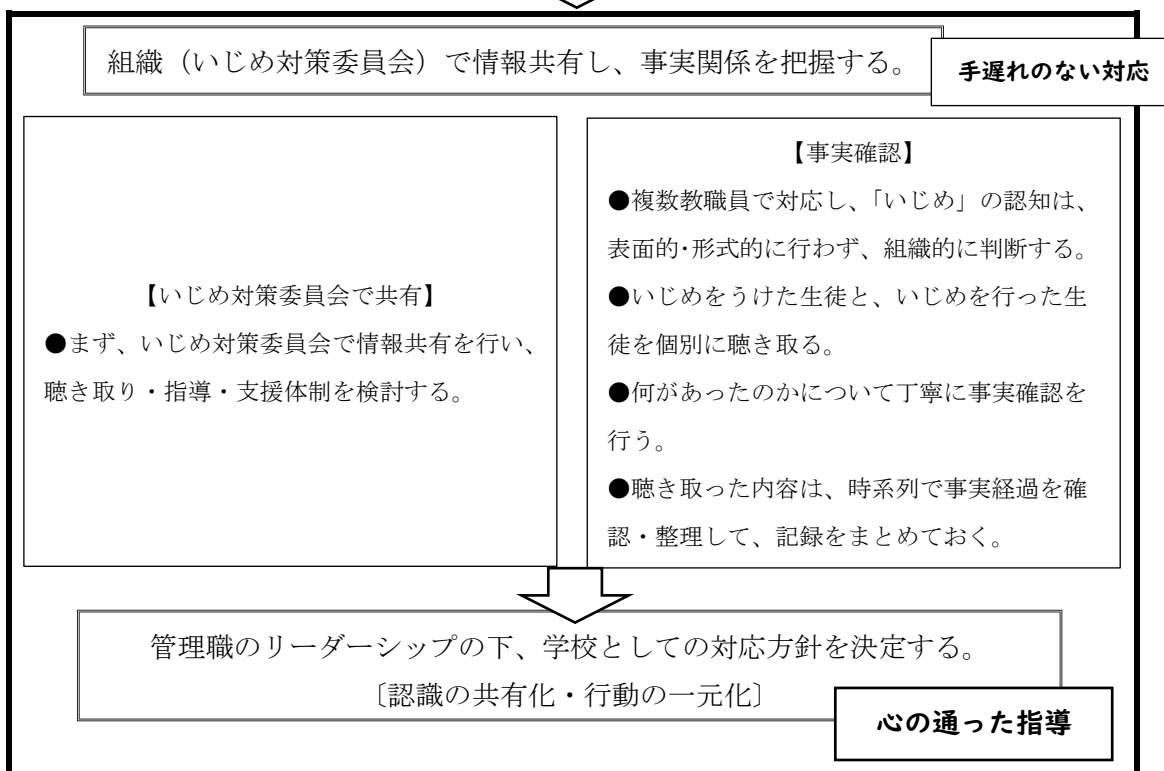 組織（いじめ対策委員会）で情報共有し、事実関係を把握する。
手遅れのない対応
【いじめ対策委員会で共有】
●まず、いじめ対策委員会で情報共有を行い、
聴き取り・指導・支援体制を検討する。
【事実確認】
●複数教職員で対応し、「いじめ」の認知は、
表面的・形式的に行わず、組織的に判断する。
●いじめをうけた生徒と、いじめを行った生
徒を個別に聴き取る。
●何があったのかについて丁寧に事実確認を
行う。
●聴き取った内容は、時系列で事実経過を確
認・整理して、記録をまとめておく。
管理職のリーダーシップの下、学校としての対応方針を決定する。
〔認識の共有化・行動の一元化〕
心の通った指導